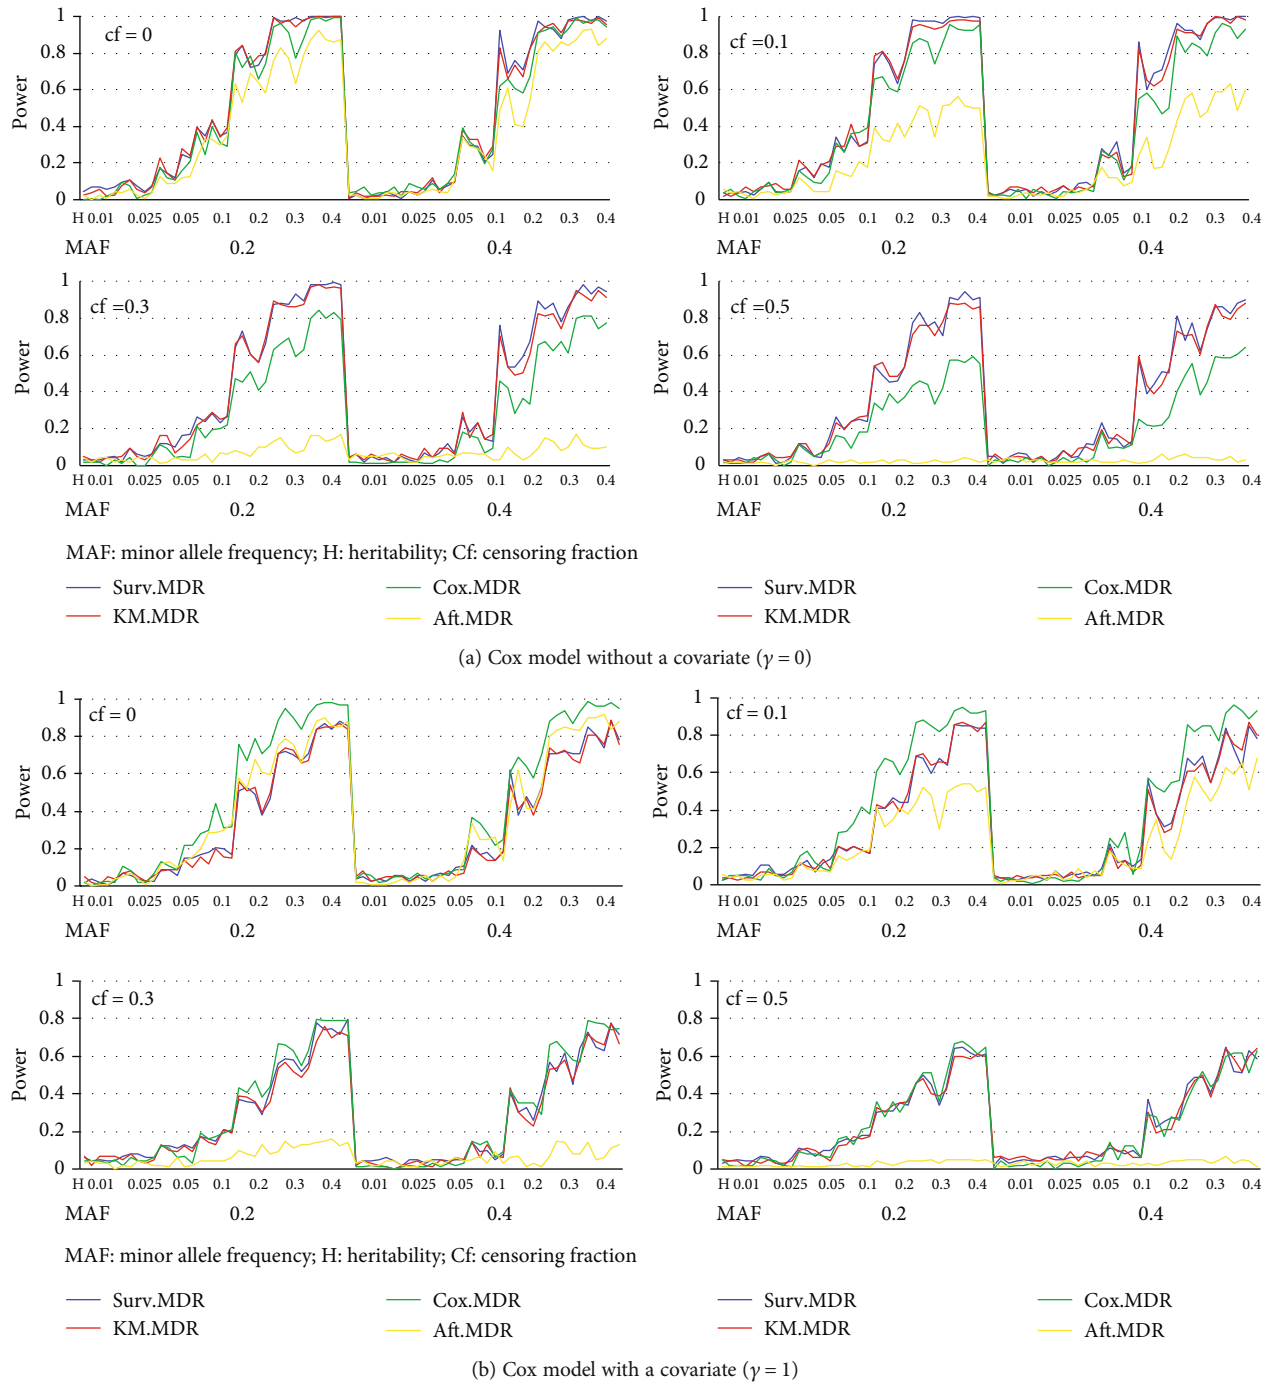 cf = 0
Power
1
0.8
0.6
0.4
0.2
0
H 0.01 0.025 0.05 0.1 0.2 0.3 0.4 0.01 0.025 0.05 0.1 0.2 0.3 0.4
MAF 0.2 0.4
cf =0.1
Power
1
0.8
0.6
0.4
0.2
0
H 0.01 0.025 0.05 0.1 0.2 0.3 0.4 0.01 0.025 0.05 0.1 0.2 0.3 0.4
MAF 0.2 0.4
cf =0.3
Power
1
0.8
0.6
0.4
0.2
0
H 0.01 0.025 0.05 0.1 0.2 0.3 0.4 0.01 0.025 0.05 0.1 0.2 0.3 0.4
MAF 0.2 0.4
cf =0.5
Power
1
0.8
0.6
0.4
0.2
0
H 0.01 0.025 0.05 0.1 0.2 0.3 0.4 0.01 0.025 0.05 0.1 0.2 0.3 0.4
MAF 0.2 0.4
MAF: minor allele frequency; H: heritability; Cf: censoring fraction
Surv.MDR Cox.MDR Surv.MDR Cox.MDR
KM.MDR Aft.MDR KM.MDR Aft.MDR
(a) Cox model without a covariate (γ = 0)
cf = 0
Power
1
0.8
0.6
0.4
0.2
0
H 0.01 0.025 0.05 0.1 0.2 0.3 0.4 0.01 0.025 0.05 0.1 0.2 0.3 0.4
MAF 0.2 0.4
cf = 0.1
Power
1
0.8
0.6
0.4
0.2
0
H 0.01 0.025 0.05 0.1 0.2 0.3 0.4 0.01 0.025 0.05 0.1 0.2 0.3 0.4
MAF 0.2 0.4
cf = 0.3
Power
1
0.8
0.6
0.4
0.2
0
H 0.01 0.025 0.05 0.1 0.2 0.3 0.4 0.01 0.025 0.05 0.1 0.2 0.3 0.4
MAF 0.2 0.4
cf = 0.5
Power
1
0.8
0.6
0.4
0.2
0
H 0.01 0.025 0.05 0.1 0.2 0.3 0.4 0.01 0.025 0.05 0.1 0.2 0.3 0.4
MAF 0.2 0.4
MAF: minor allele frequency; H: heritability; Cf: censoring fraction
Surv.MDR Cox.MDR Surv.MDR Cox.MDR
KM.MDR Aft.MDR KM.MDR Aft.MDR
(b) Cox model with a covariate (γ = 1)